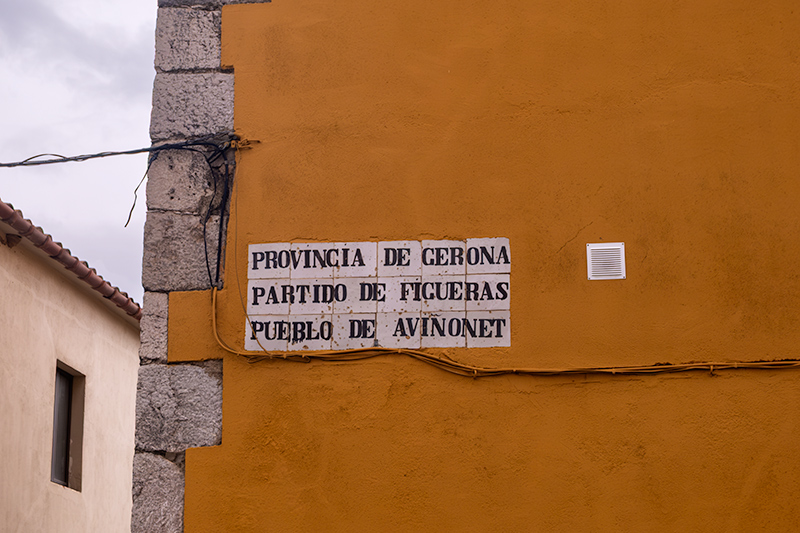 PROVINCIA DE GERONA
PARTIDO DE FIGUERAS
PUEBLO DE AVIÑONET